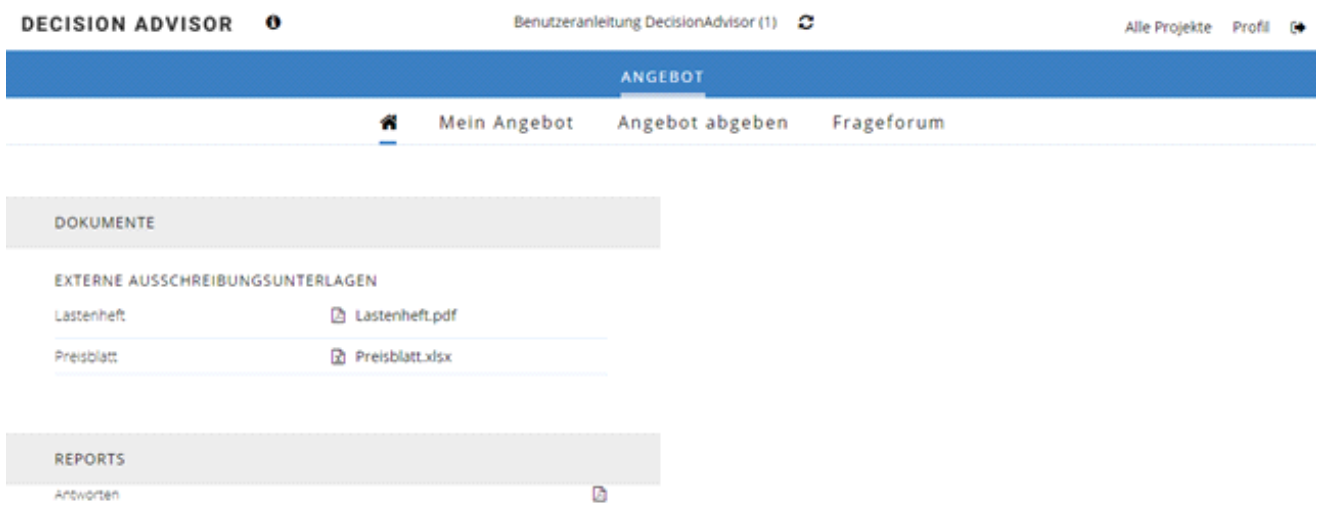 DECISION ADVISOR Benutzeranleitung DecisionAdvisor (1) Alle Projekte Profil
ANGEBOT
Mein Angebot Angebot abgeben Frageforum
DOKUMENTE
EXTERNE AUSSCHREIBUNGSUNTERLAGEN
Lastenheft Lastenheft.pdf
Preisblatt Preisblatt.xlsx
REPORTS
Antworten